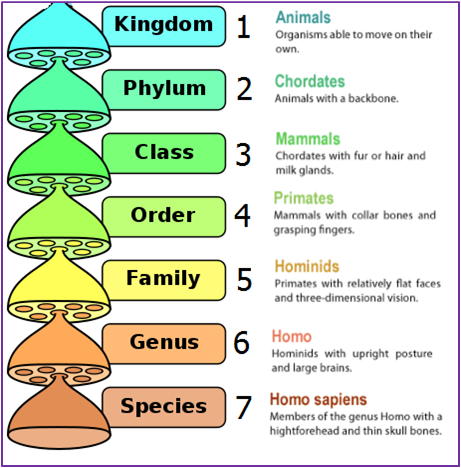 Kingdom 1 Animals
Organisms able to move on their
own.
Phylum 2 Chordates
Animals with a backbone.
Class 3 Mammals
Chordates with fur or hair and
milk glands.
Order 4 Primates
Mammals with collar bones and
grasping fingers.
Family 5 Hominids
Primates with relatively flat faces
and three-dimensional vision.
Genus 6 Homo
Hominids with upright posture
and large brains.
Species 7 Homo sapiens
Members of the genus Homo with a
hightforehead and thin skull bones.